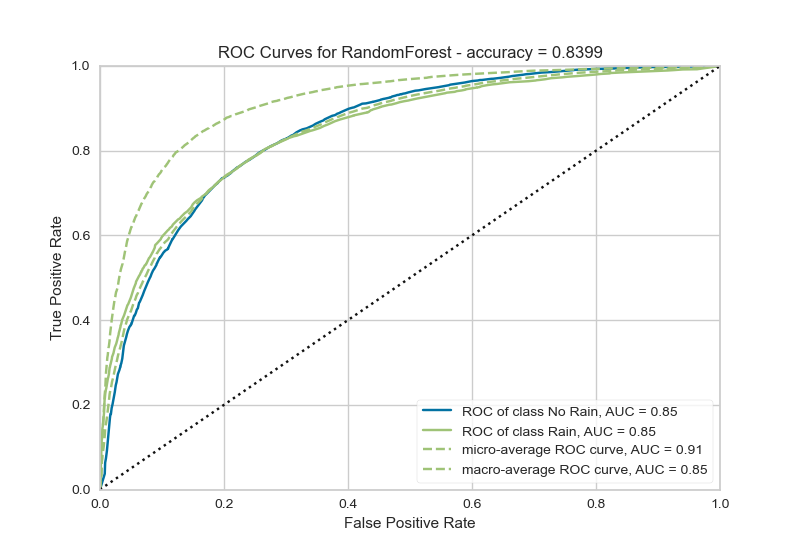 ROC Curves for RandomForest - accuracy = 0.8399
1.0
0.8
0.6
0.4
0.2
0.0
True Positive Rate
0.0 0.2 0.4 0.6 0.8 1.0
False Positive Rate
ROC of class No Rain, AUC = 0.85
ROC of class Rain, AUC = 0.85
micro-average ROC curve, AUC = 0.91
macro-average ROC curve, AUC = 0.85